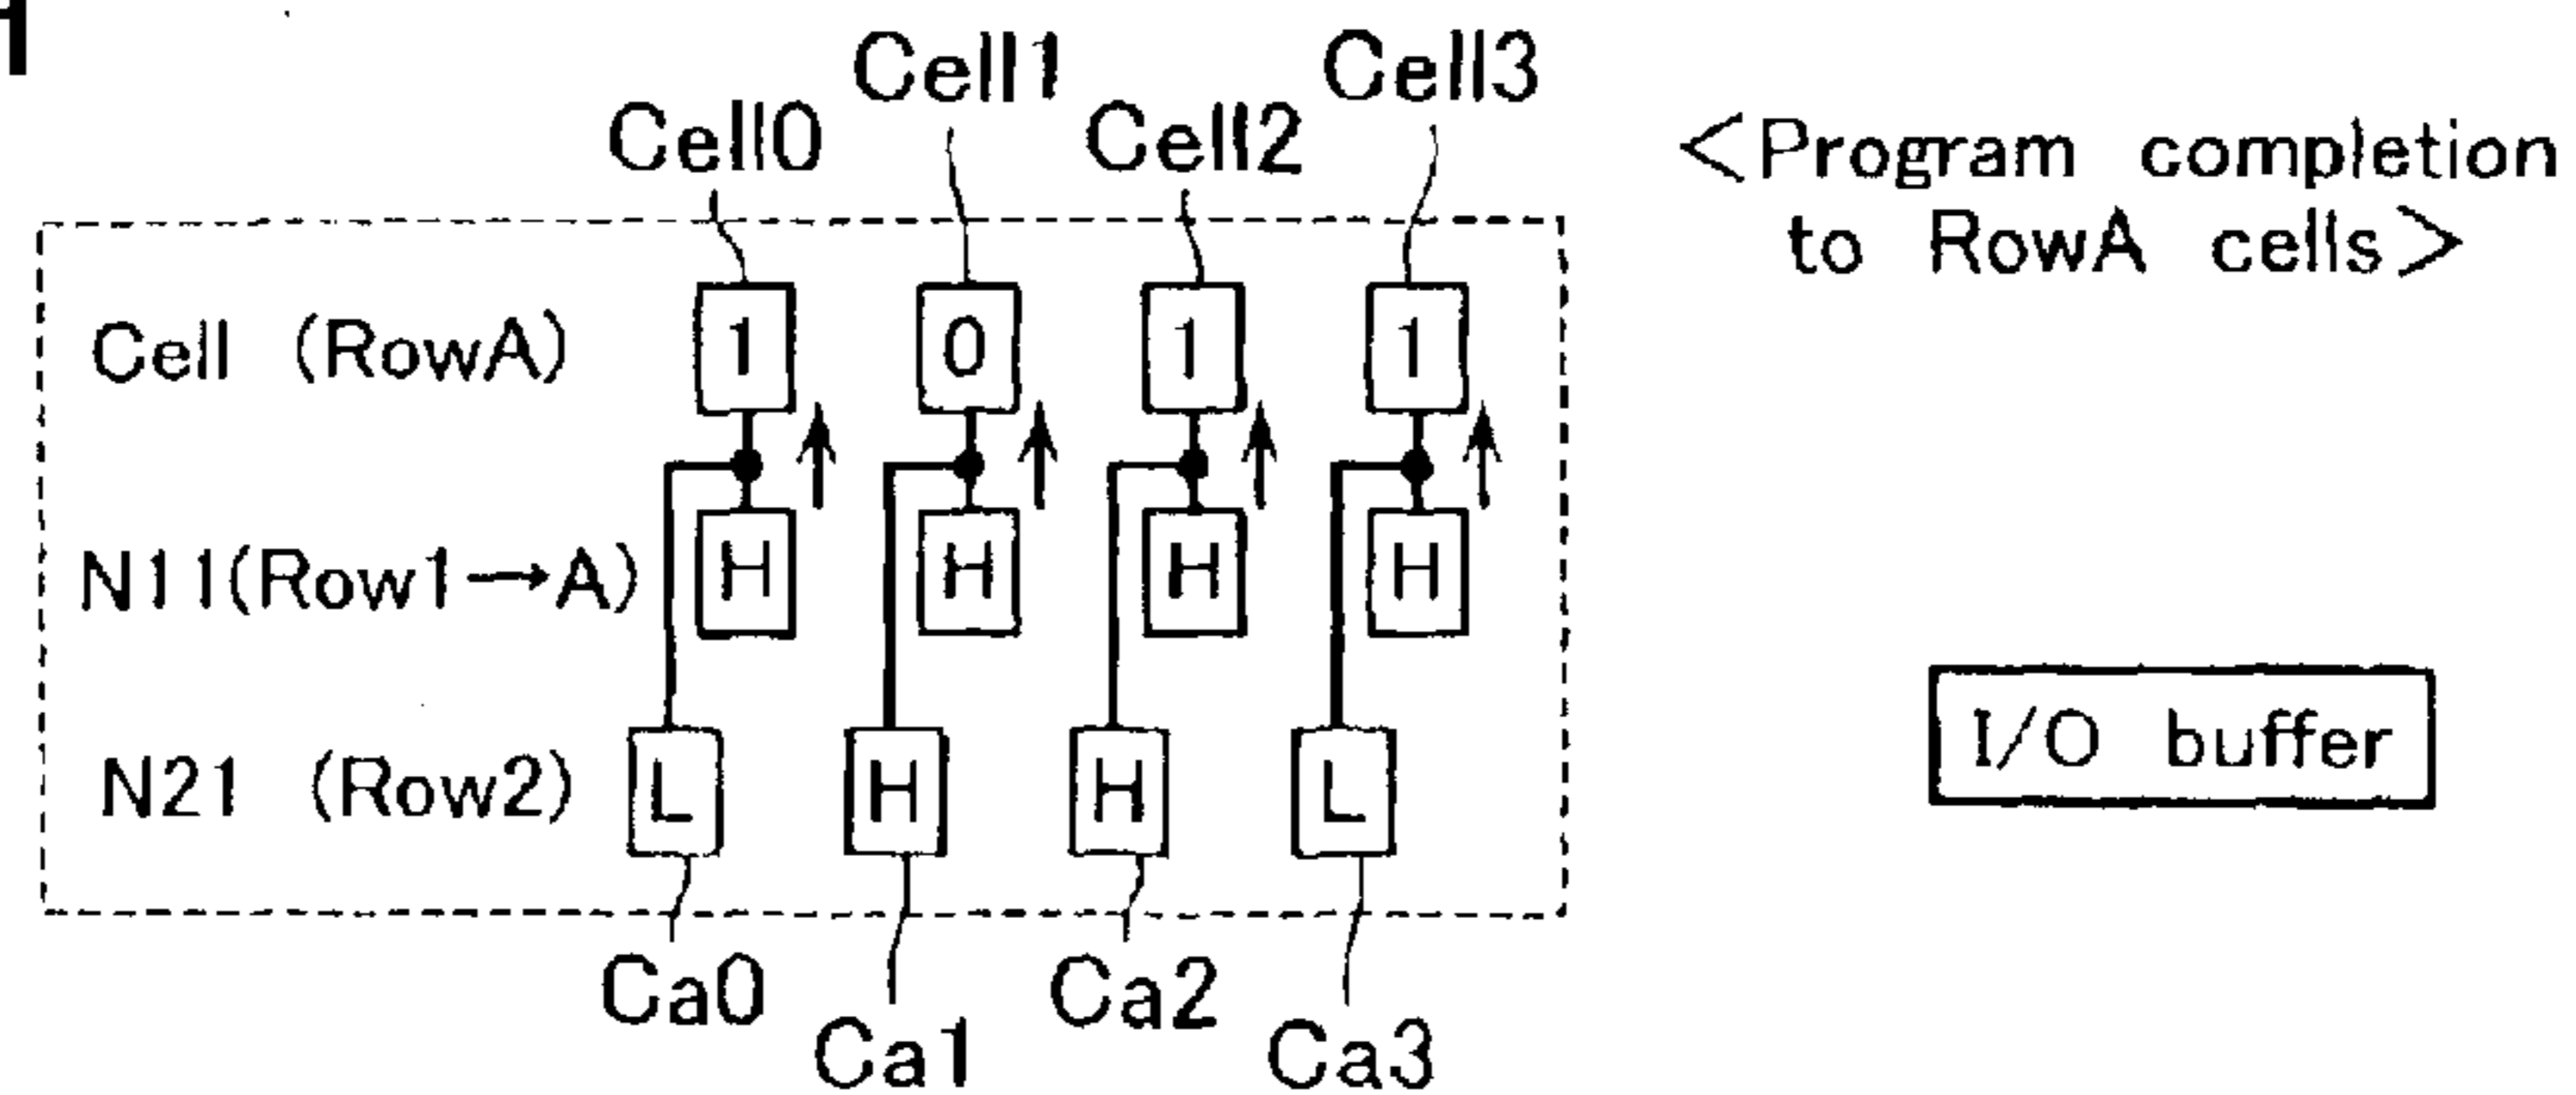 1
Cell0 Cell1 Cell2 Cell3
<Program completion
to RowA cells>
Cell (RowA) 1 0 1 1
N11(Row1→A) H H H H
N21 (Row2) L H H L
I/O buffer
Ca0 Ca1 Ca2 Ca3